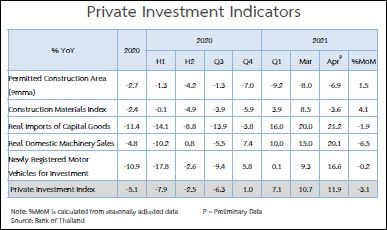 Private Investment Indicators
% YoY 2020 2020 2021
H1 H2 Q3 Q4 Q1 Mar Apr P %MoM
Permitted Construction Area
(9mma) -2.7 -1.3 -4.2 -1.3 -7.0 -9.2 -8.0 -6.9 1.5
Construction Materials Index -2.4 -0.1 -4.9 -3.9 -5.9 3.9 8.5 -3.6 4.1
Real Imports of Capital Goods -11.4 -14.1 -8.8 -13.9 -3.8 16.0 20.0 21.2 -1.9
Real Domestic Machinery Sales -4.8 -10.2 0.8 -5.5 7.4 10.0 15.0 20.1 -6.5
Newly Registered Motor
Vehicles for Investment -10.9 -17.8 -2.6 -9.4 5.8 0.1 9.3 16.6 -0.2
Private Investment Index -5.1 -7.9 -2.5 -6.3 1.0 7.1 10.7 11.9 -3.1
Note: %MoM is calculated from seasonally adjusted data P = Preliminary Data
Source: Bank of Thailand